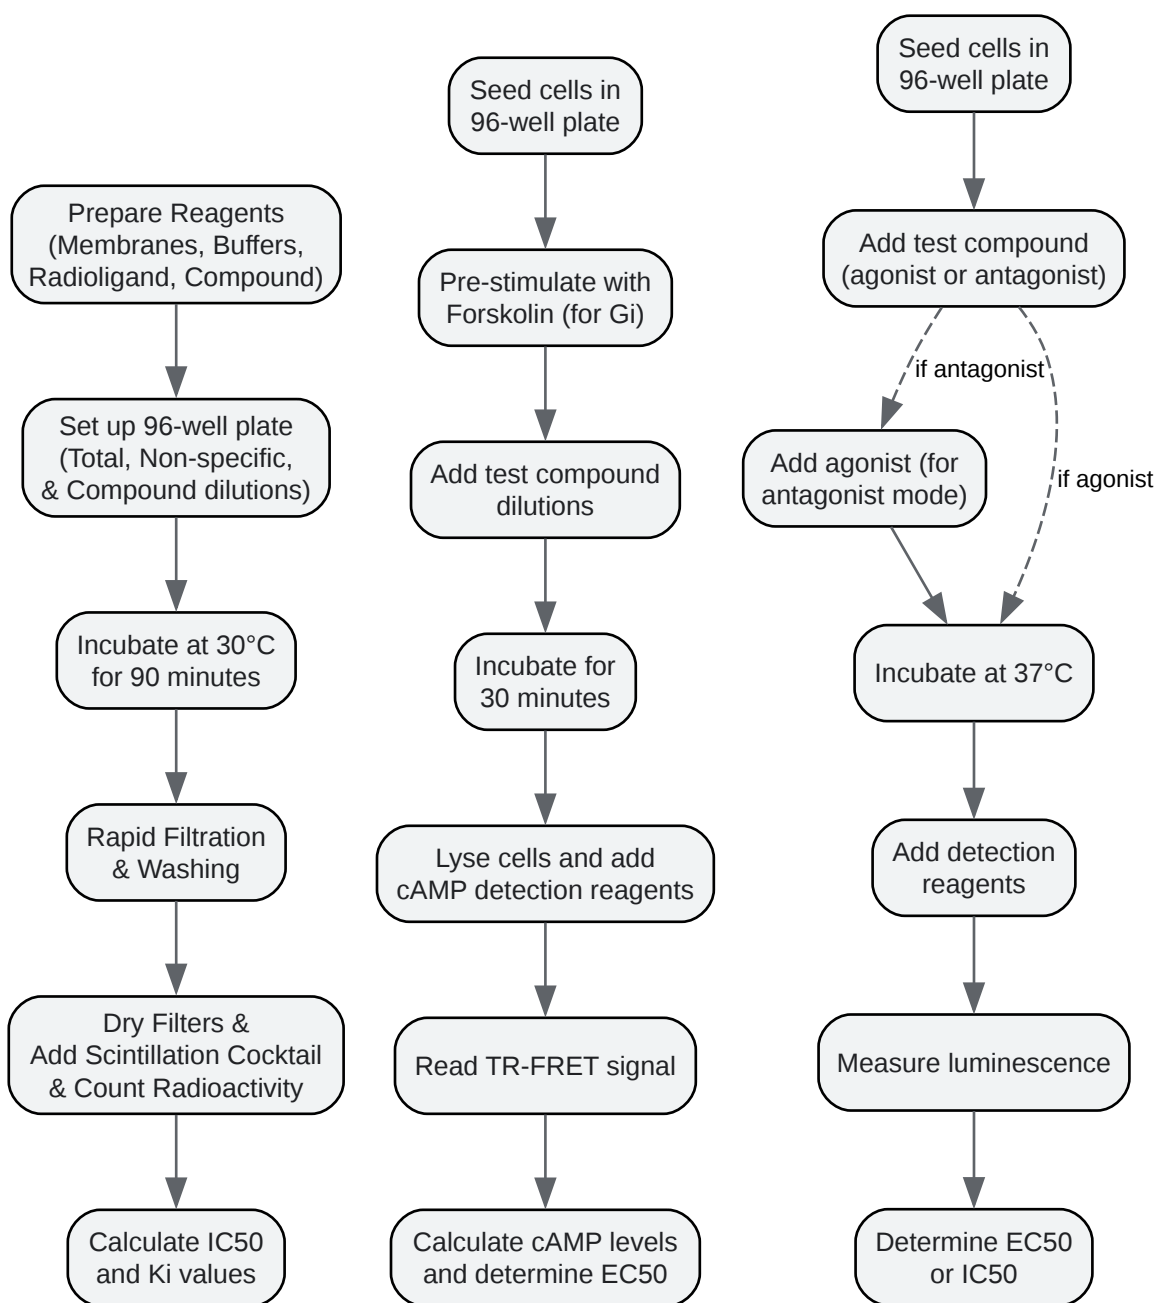 Prepare Reagents
(Membranes, Buffers,
Radioligand, Compound)
Set up 96-well plate
(Total, Non-specific,
& Compound dilutions)
Incubate at 30°C
for 90 minutes
Rapid Filtration
& Washing
Dry Filters &
Add Scintillation Cocktail
& Count Radioactivity
Calculate IC50
and Ki values
Seed cells in
96-well plate
Pre-stimulate with
Forskolin (for Gi)
Add test compound
dilutions
Incubate for
30 minutes
Lyse cells and add
cAMP detection reagents
Read TR-FRET signal
Calculate cAMP levels
and determine EC50
Seed cells in
96-well plate
Add test compound
(agonist or antagonist)
if antagonist
Add agonist (for
antagonist mode)
if agonist
Incubate at 37°C
Add detection
reagents
Measure luminescence
Determine EC50
or IC50